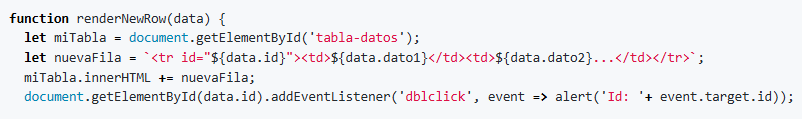 function renderNewRow(data) {
  let miTabla = document.getElementById('tabla-datos');
  let nuevaFila = `<tr id="${data.id}"><td>${data.dato1}</td><td>${data.dato2}...</td></tr>`;
  miTabla.innerHTML += nuevaFila;
  document.getElementById(data.id).addEventListener('dblclick', event => alert('Id: '+ event.target.id));